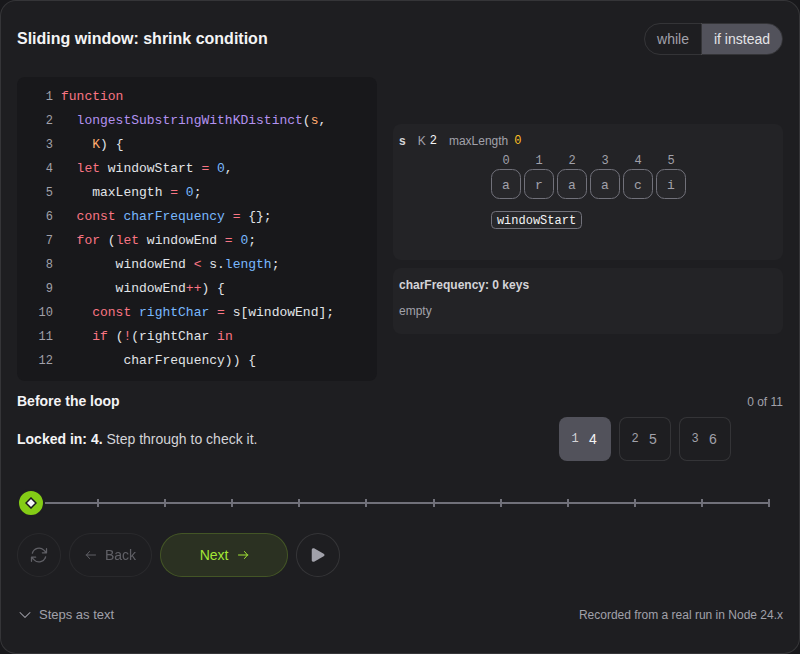 Sliding window: shrink condition
while if instead
1 function
2 longestSubstringWithKDistinct(s,
3 K) {
4 let windowStart = 0,
5 maxLength = 0;
6 const charFrequency = {};
7 for (let windowEnd = 0;
8 windowEnd < s.length;
9 windowEnd++) {
10 const rightChar = s[windowEnd];
11 if (!(rightChar in
12 charFrequency)) {
s K 2 maxLength 0
0 1 2 3 4 5
a r a a c i
windowStart
charFrequency: 0 keys
empty
Before the loop
0 of 11
Locked in: 4. Step through to check it.
1 4 2 5 3 6
Back Next
Steps as text
Recorded from a real run in Node 24.x